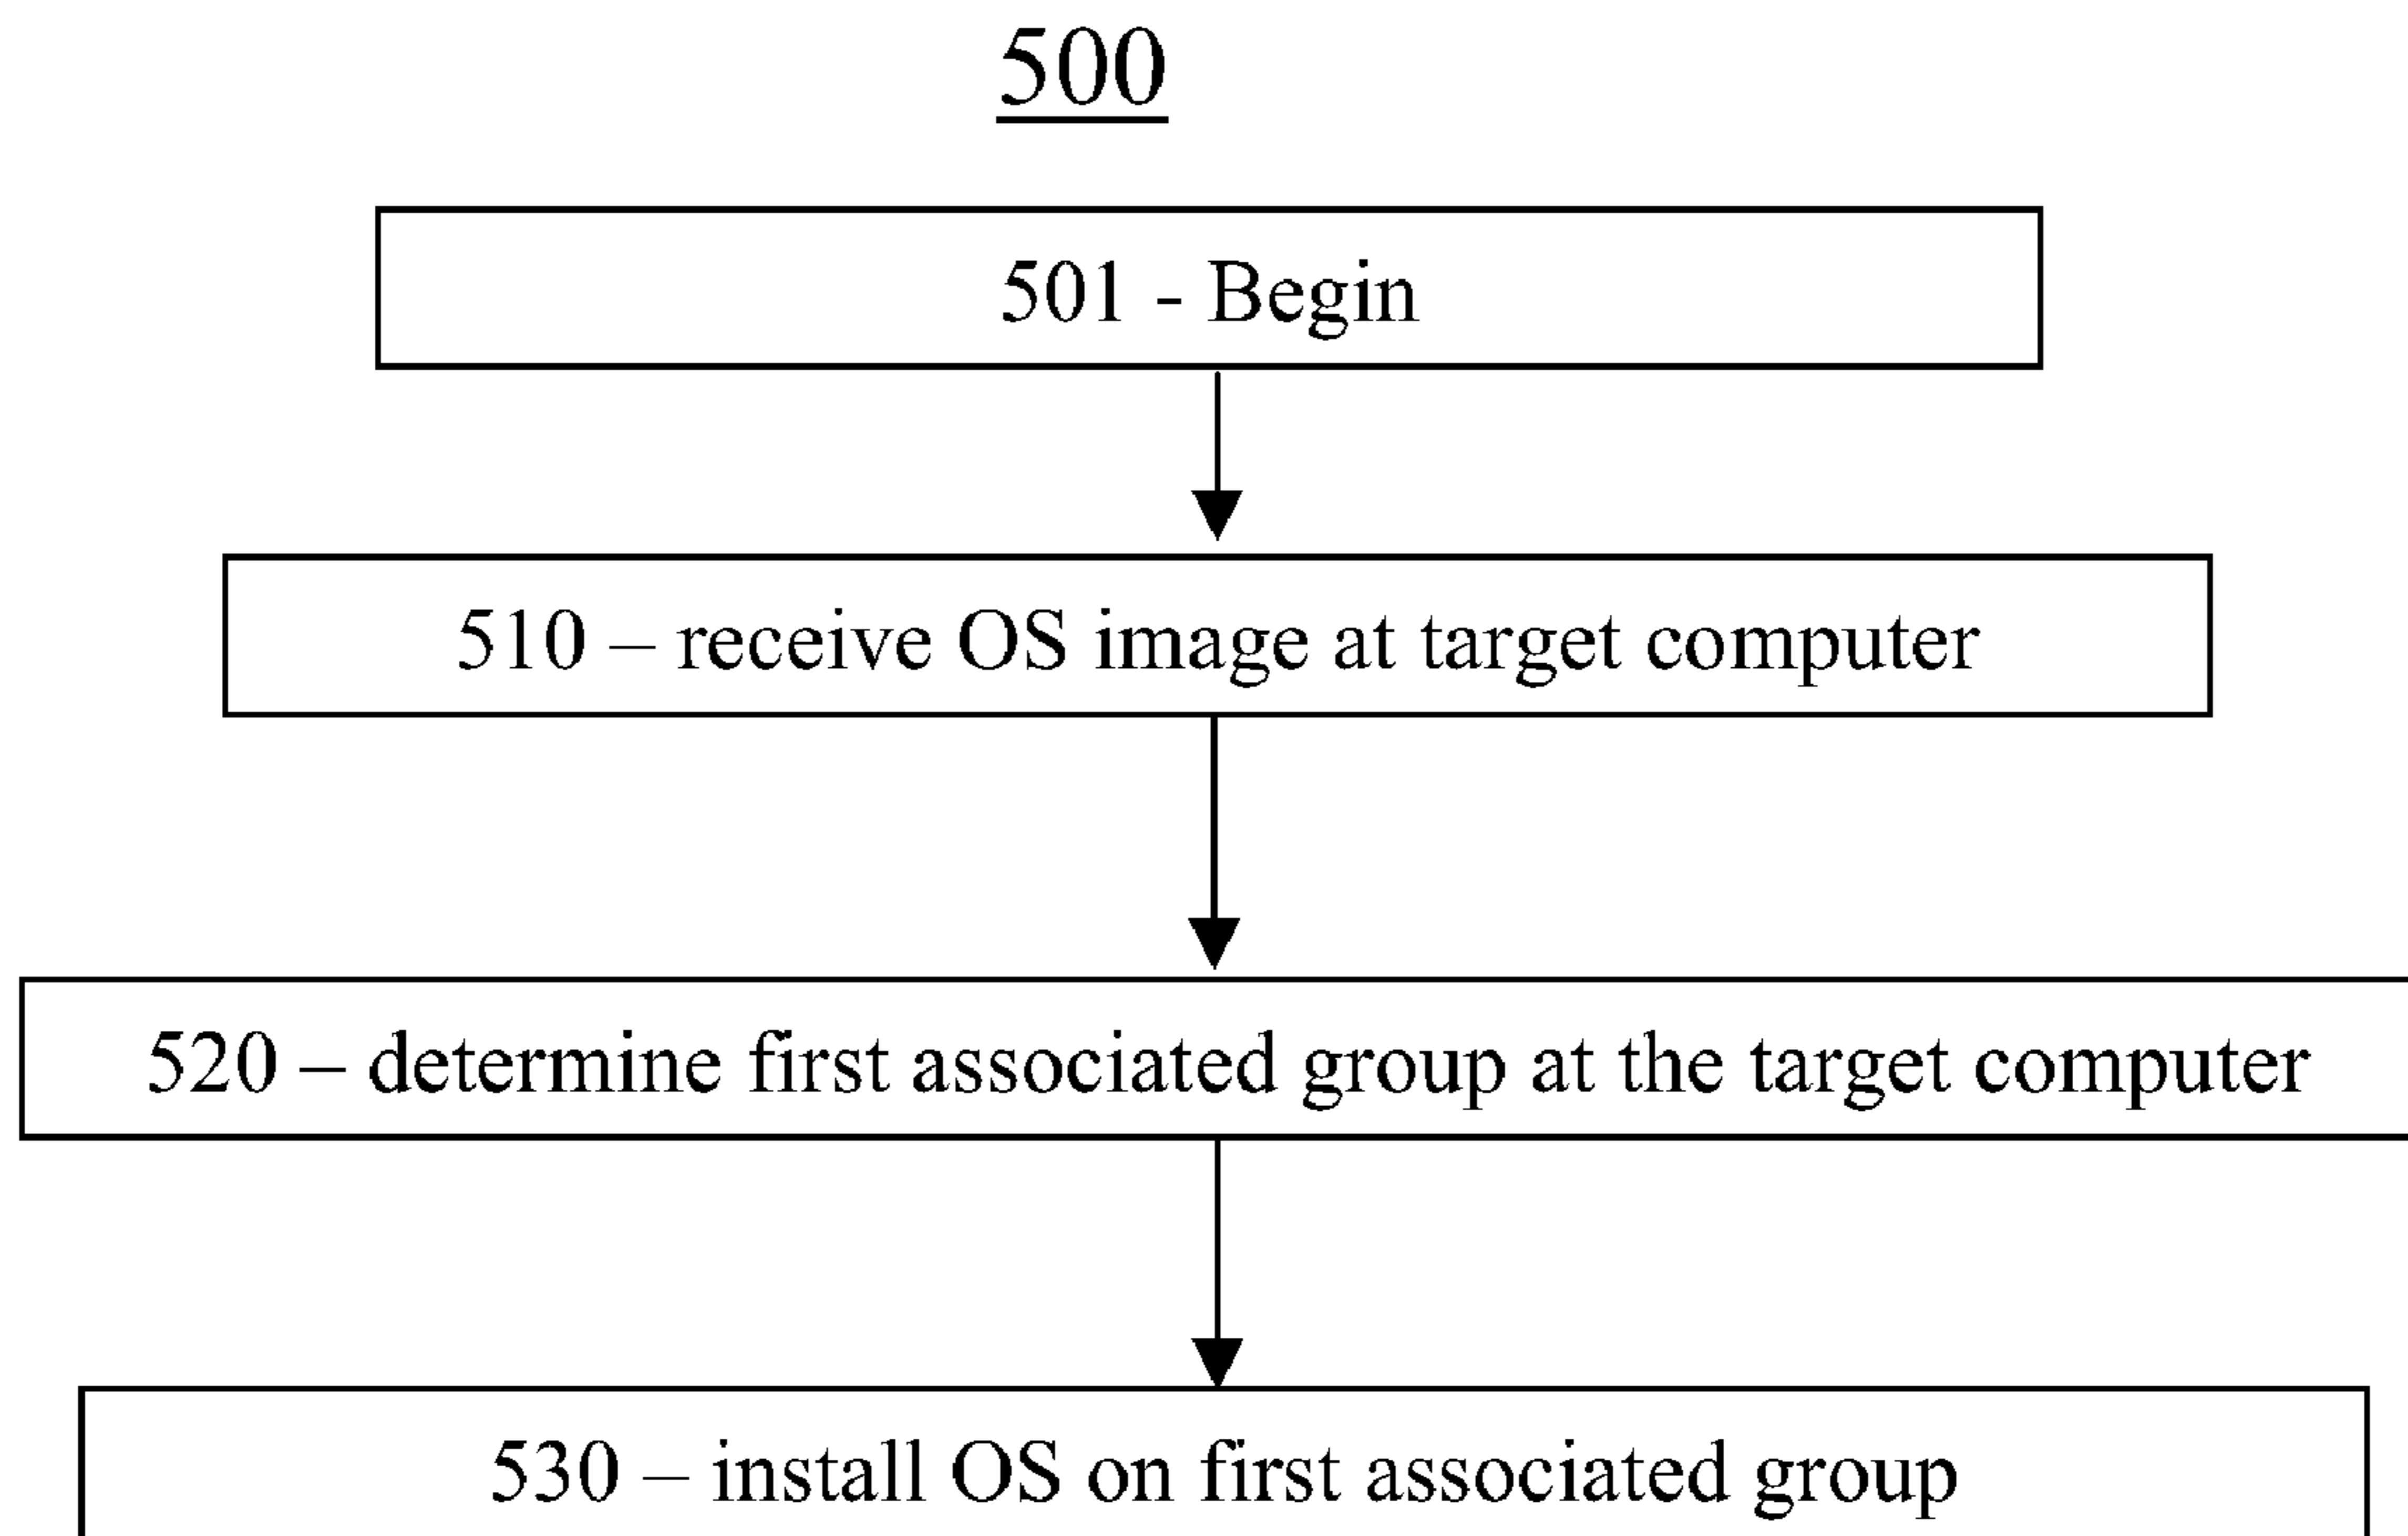 500
501 - Begin
510 – receive OS image at target computer
520 – determine first associated group at the target computer
530 – install OS on first associated group